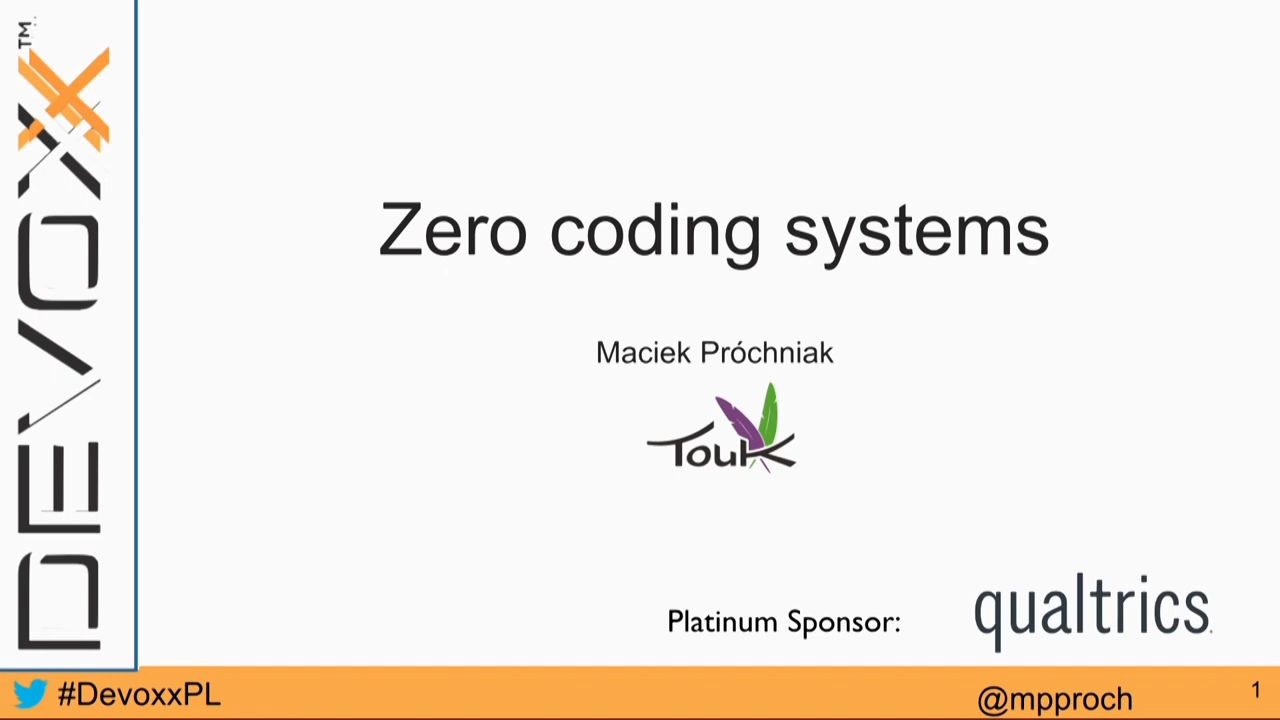 DEVOXX™
Zero coding systems
Maciek Próchniak
TouK
Platinum Sponsor:
qualtrics.
#DevoxxPL
@mpproch
1